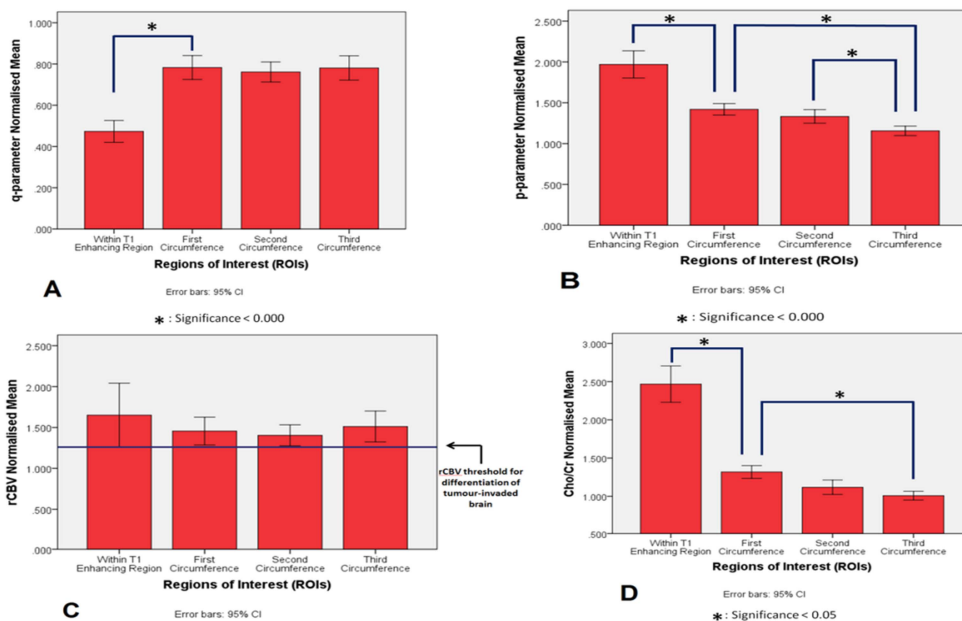 q-parameter Normalised Mean
1.000
.800
.600
.400
.200
.000
*
Within T1
Enhancing Region
First
Circumference
Second
Circumference
Third
Circumference
Regions of Interest (ROIs)
A
Error bars: 95% CI
* : Significance < 0.000
p-parameter Normalised Mean
2.500
2.000
1.500
1.000
.500
.000
*
*
*
Within T1
Enhancing Region
First
Circumference
Second
Circumference
Third
Circumference
Regions of Interest (ROIs)
B
Error bars: 95% CI
* : Significance < 0.000
rCBV Normalised Mean
2.500
2.000
1.500
1.000
.500
.000
rCBV threshold for
differentiation of
tumour-invaded
brain
Within T1
Enhancing Region
First
Circumference
Second
Circumference
Third
Circumference
Regions of Interest (ROIs)
C
Error bars: 95% CI
Cho/Cr Normalised Mean
3.000
2.500
2.000
1.500
1.000
.500
*
*
Within T1
Enhancing Region
First
Circumference
Second
Circumference
Third
Circumference
Regions of Interest (ROIs)
D
Error bars: 95% CI
* : Significance < 0.05